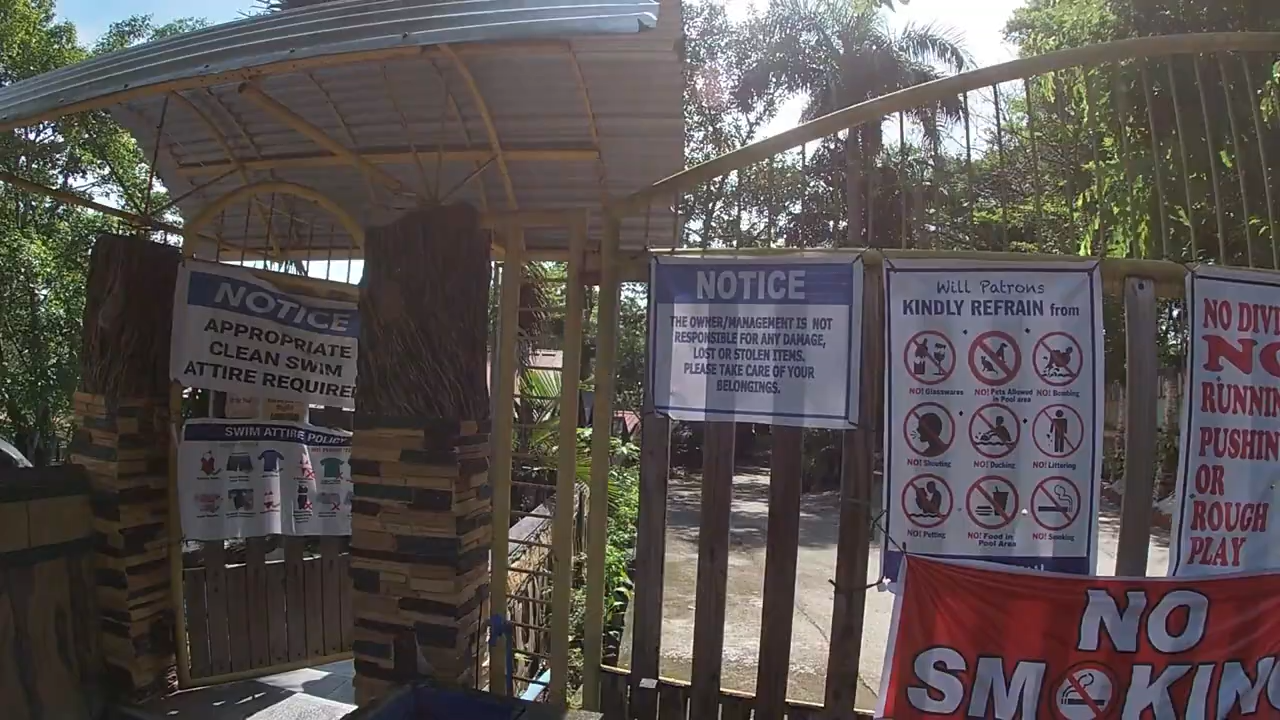 NOTICE
APPROPRIATE
CLEAN SWIM
ATTIRE REQUIRE
SWIM ATTIRE POLICY
NOTICE
THE OWNER/MANAGEMENT IS NOT
RESPONSIBLE FOR ANY DAMAGE,
LOST OR STOLEN ITEMS.
PLEASE TAKE CARE OF YOUR
BELONGINGS.
Will Patrons
KINDLY REFRAIN from
NO! Glasswares
NO! Pets Allowed
in Pool area
NO! Bombing
NO! Shouting
NO! Ducking
NO! Littering
NO! Petting
NO! Food in
Pool Area
NO! Smoking
NO DIVI
NO
RUNNIN
PUSHIN
OR
ROUGH
PLAY
NO
SMOKING